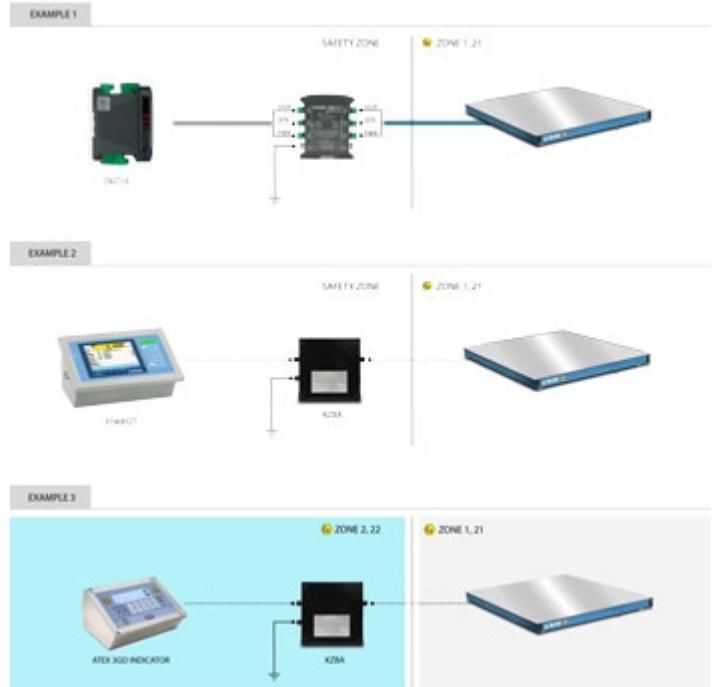 EXAMPLE 1
SAFETY ZONE
ZONE 1, 21
EXAMPLE 2
SAFETY ZONE
ZONE 1, 21
KZBA
EXAMPLE 3
ZONE 2, 22
ZONE 1, 21
ATEX 3GD INDICATOR
KZBA